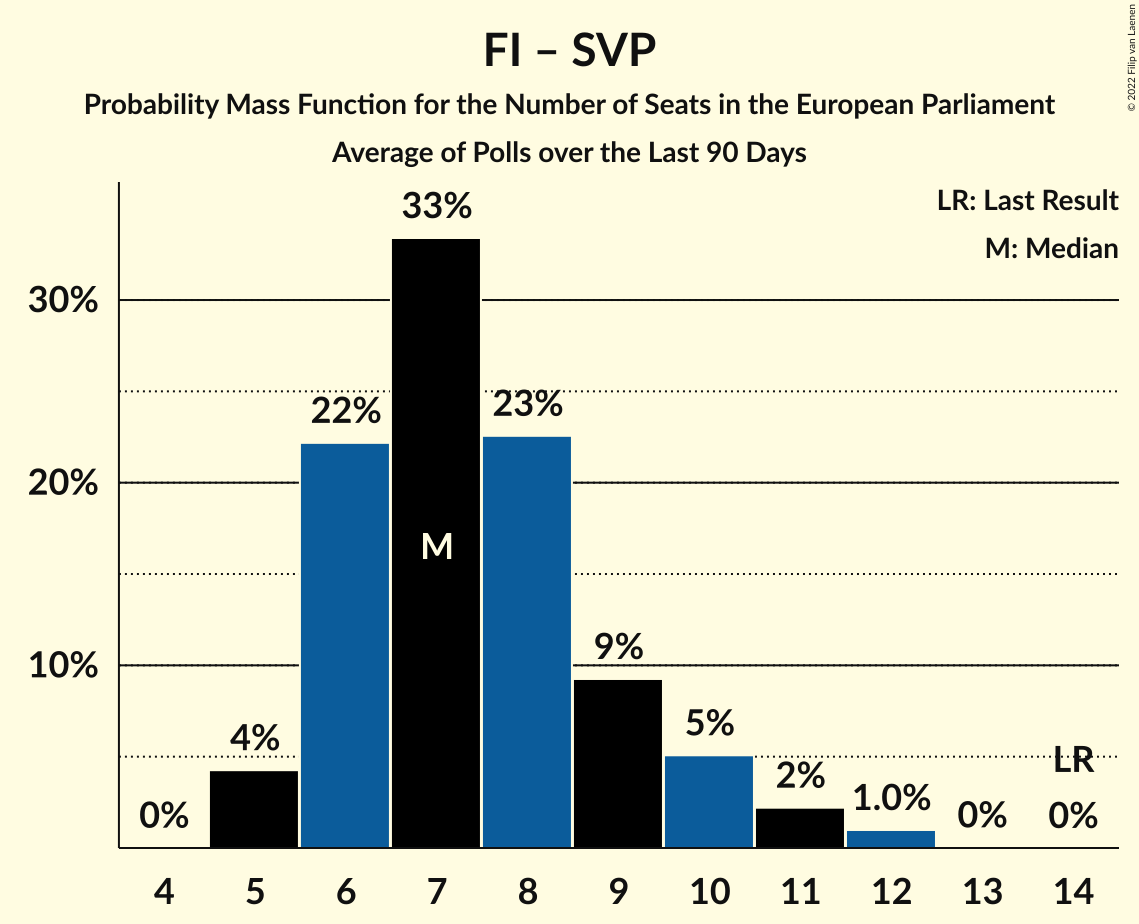 FI – SVP
Probability Mass Function for the Number of Seats in the European Parliament
Average of Polls over the Last 90 Days
© 2022 Filip van Laenen
LR: Last Result
M: Median
30%
20%
10%
0%
4%
22%
33%
23%
9%
5%
2%
1.0%
0%
0%
M
LR
4 5 6 7 8 9 10 11 12 13 14